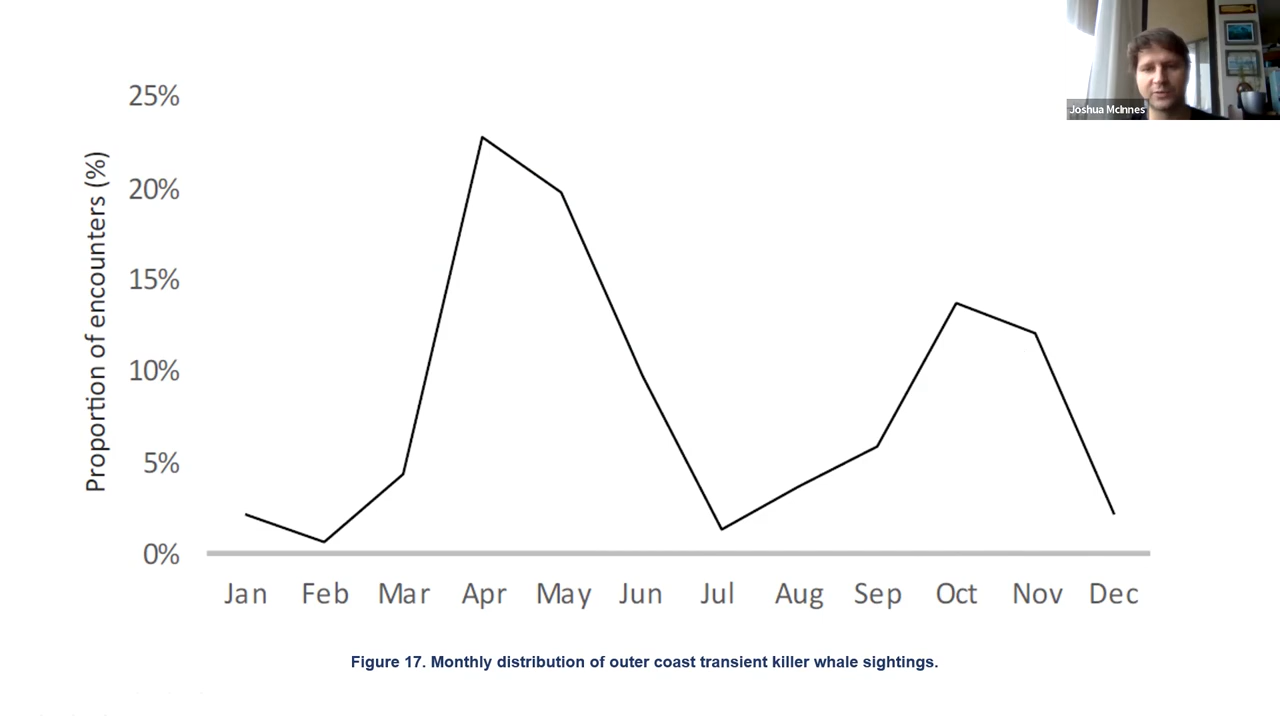 Joshua McInnes
25%
20%
15%
10%
5%
0%
Proportion of encounters (%)
Jan Feb Mar Apr May Jun Jul Aug Sep Oct Nov Dec
Figure 17. Monthly distribution of outer coast transient killer whale sightings.